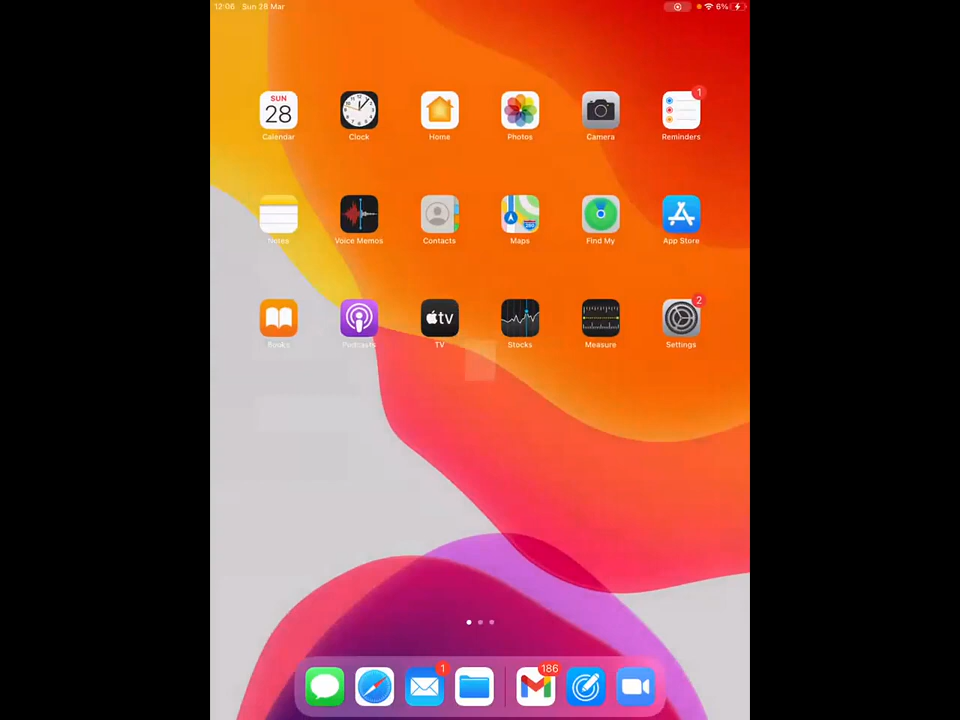 12:06 Sun 28 Mar 6%
SUN
28
1
Calendar Clock Home Photos Camera Reminders
Notes Voice Memos Contacts Maps Find My App Store
tv 2
Books Podcasts TV Stocks Measure Settings
1 186